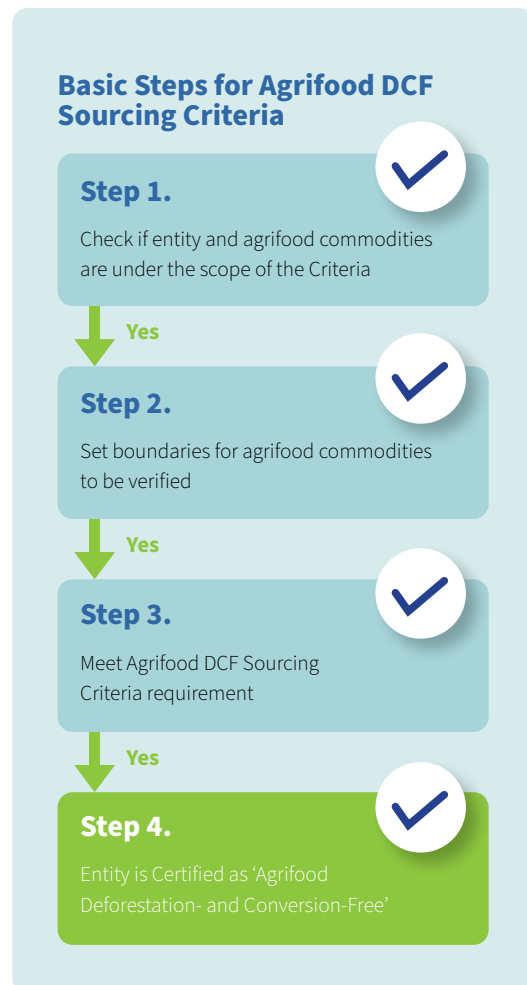 Basic Steps for Agrifood DCF
Sourcing Criteria
Step 1.
Check if entity and agrifood commodities
are under the scope of the Criteria
Yes
Step 2.
Set boundaries for agrifood commodities
to be verified
Yes
Step 3.
Meet Agrifood DCF Sourcing
Criteria requirement
Yes
Step 4.
Entity is Certified as ‘Agrifood
Deforestation- and Conversion-Free’